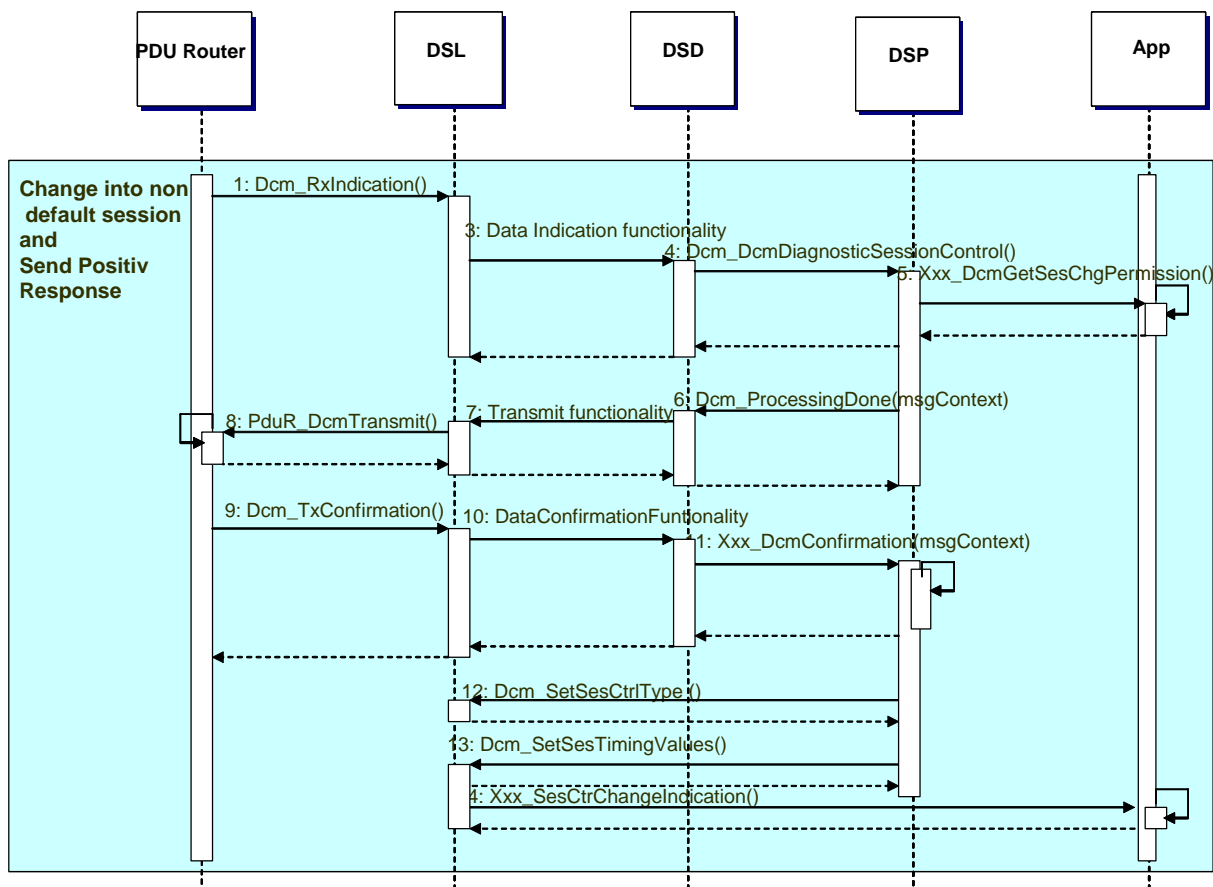 PDU Router
DSL
DSD
DSP
App
Change into non
default session
and
Send Positiv
Response
1: Dcm_RxIndication()
3: Data Indication functionality
4: Dcm_DcmDiagnosticSessionControl()
5: Xxx_DcmGetSesChgPermission()
6: Dcm_ProcessingDone(msgContext)
7: Transmit functionality
8: PduR_DcmTransmit()
9: Dcm_TxConfirmation()
10: DataConfirmationFuntionality
11: Xxx_DcmConfirmation(msgContext)
12: Dcm_SetSesCtrlType ()
13: Dcm_SetSesTimingValues()
4: Xxx_SesCtrChangeIndication()